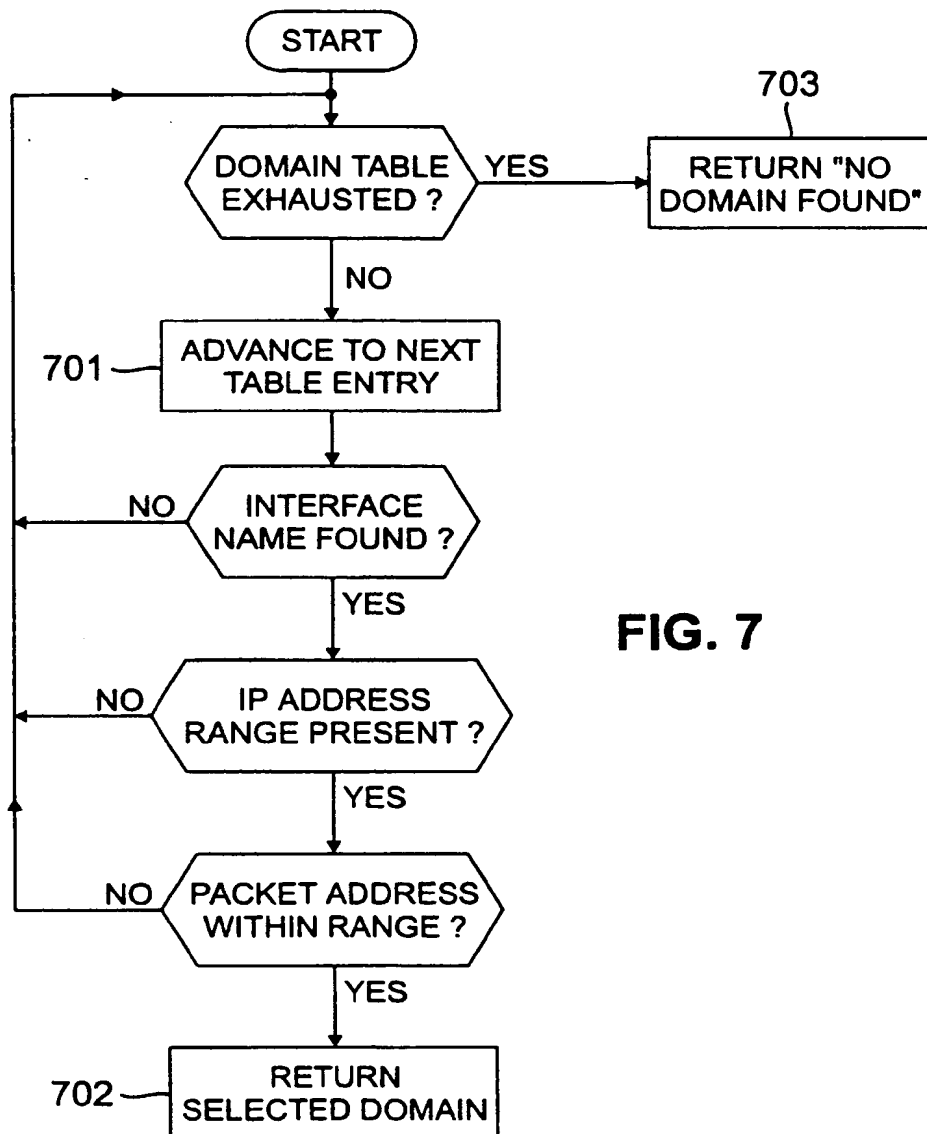 START
703
DOMAIN TABLE
EXHAUSTED ?
YES
RETURN "NO
DOMAIN FOUND"
NO
701
ADVANCE TO NEXT
TABLE ENTRY
NO
INTERFACE
NAME FOUND ?
YES
FIG. 7
NO
IP ADDRESS
RANGE PRESENT ?
YES
NO
PACKET ADDRESS
WITHIN RANGE ?
YES
702
RETURN
SELECTED DOMAIN